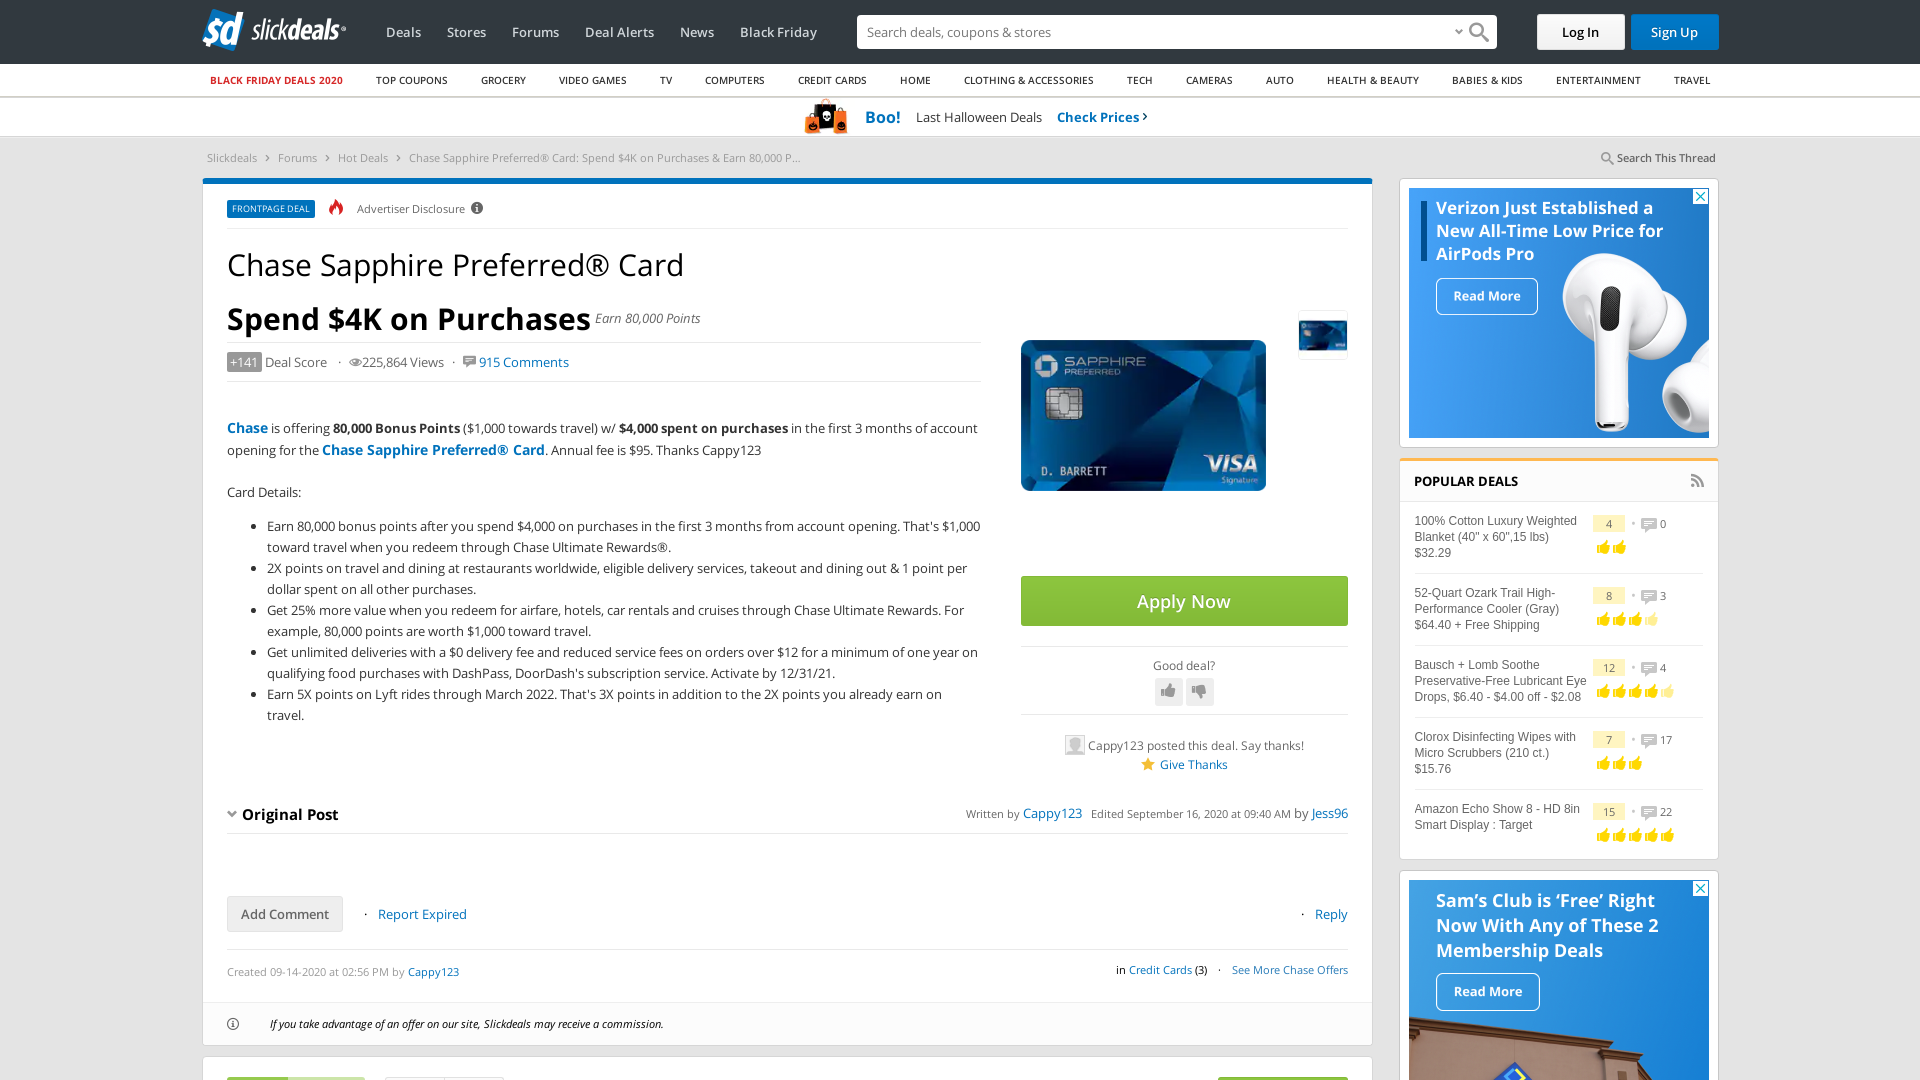 sd slickdeals
Deals Stores Forums Deal Alerts News Black Friday
Search deals, coupons & stores
Log In
Sign Up
BLACK FRIDAY DEALS 2020 TOP COUPONS GROCERY VIDEO GAMES TV COMPUTERS CREDIT CARDS HOME CLOTHING & ACCESSORIES TECH CAMERAS AUTO HEALTH & BEAUTY BABIES & KIDS ENTERTAINMENT TRAVEL
Boo! Last Halloween Deals Check Prices ›
Slickdeals › Forums › Hot Deals › Chase Sapphire Preferred® Card: Spend $4K on Purchases & Earn 80,000 P...
Search This Thread
FRONTPAGE DEAL Advertiser Disclosure
Chase Sapphire Preferred® Card
Spend $4K on Purchases Earn 80,000 Points
+141 Deal Score · 225,864 Views · 915 Comments
Chase is offering 80,000 Bonus Points ($1,000 towards travel) w/ $4,000 spent on purchases in the first 3 months of account
opening for the Chase Sapphire Preferred® Card. Annual fee is $95. Thanks Cappy123
Card Details:
• Earn 80,000 bonus points after you spend $4,000 on purchases in the first 3 months from account opening. That's $1,000
toward travel when you redeem through Chase Ultimate Rewards®.
• 2X points on travel and dining at restaurants worldwide, eligible delivery services, takeout and dining out & 1 point per
dollar spent on all other purchases.
• Get 25% more value when you redeem for airfare, hotels, car rentals and cruises through Chase Ultimate Rewards. For
example, 80,000 points are worth $1,000 toward travel.
• Get unlimited deliveries with a $0 delivery fee and reduced service fees on orders over $12 for a minimum of one year on
qualifying food purchases with DashPass, DoorDash's subscription service. Activate by 12/31/21.
• Earn 5X points on Lyft rides through March 2022. That's 3X points in addition to the 2X points you already earn on
travel.
SAPPHIRE
PREFERRED
D. BARRETT
VISA
Signature
Apply Now
Good deal?
Cappy123 posted this deal. Say thanks!
Give Thanks
Original Post
Written by Cappy123 Edited September 16, 2020 at 09:40 AM by Jess96
Add Comment · Report Expired
· Reply
Created 09-14-2020 at 02:56 PM by Cappy123
in Credit Cards (3) · See More Chase Offers
If you take advantage of an offer on our site, Slickdeals may receive a commission.
Verizon Just Established a
New All-Time Low Price for
AirPods Pro
Read More
POPULAR DEALS
100% Cotton Luxury Weighted
Blanket (40" x 60",15 lbs)
$32.29
4 • 0
52-Quart Ozark Trail High-
Performance Cooler (Gray)
$64.40 + Free Shipping
8 • 3
Bausch + Lomb Soothe
Preservative-Free Lubricant Eye
Drops, $6.40 - $4.00 off - $2.08
12 • 4
Clorox Disinfecting Wipes with
Micro Scrubbers (210 ct.)
$15.76
7 • 17
Amazon Echo Show 8 - HD 8in
Smart Display : Target
15 • 22
Sam's Club is 'Free' Right
Now With Any of These 2
Membership Deals
Read More